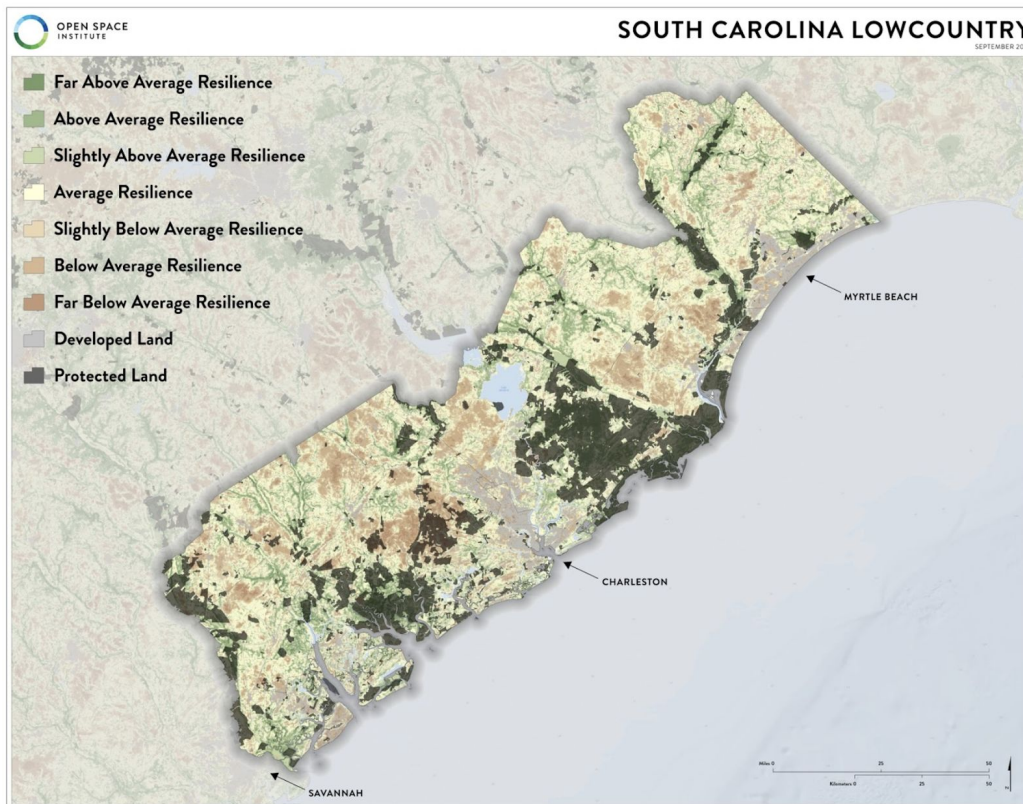 OPEN SPACE
INSTITUTE
SOUTH CAROLINA LOWCOUNTRY
SEPTEMBER 20
Far Above Average Resilience
Above Average Resilience
Slightly Above Average Resilience
Average Resilience
Slightly Below Average Resilience
Below Average Resilience
Far Below Average Resilience
Developed Land
Protected Land
MYRTLE BEACH
CHARLESTON
SAVANNAH
Miles 0 25 50
Kilometers 0 25 50